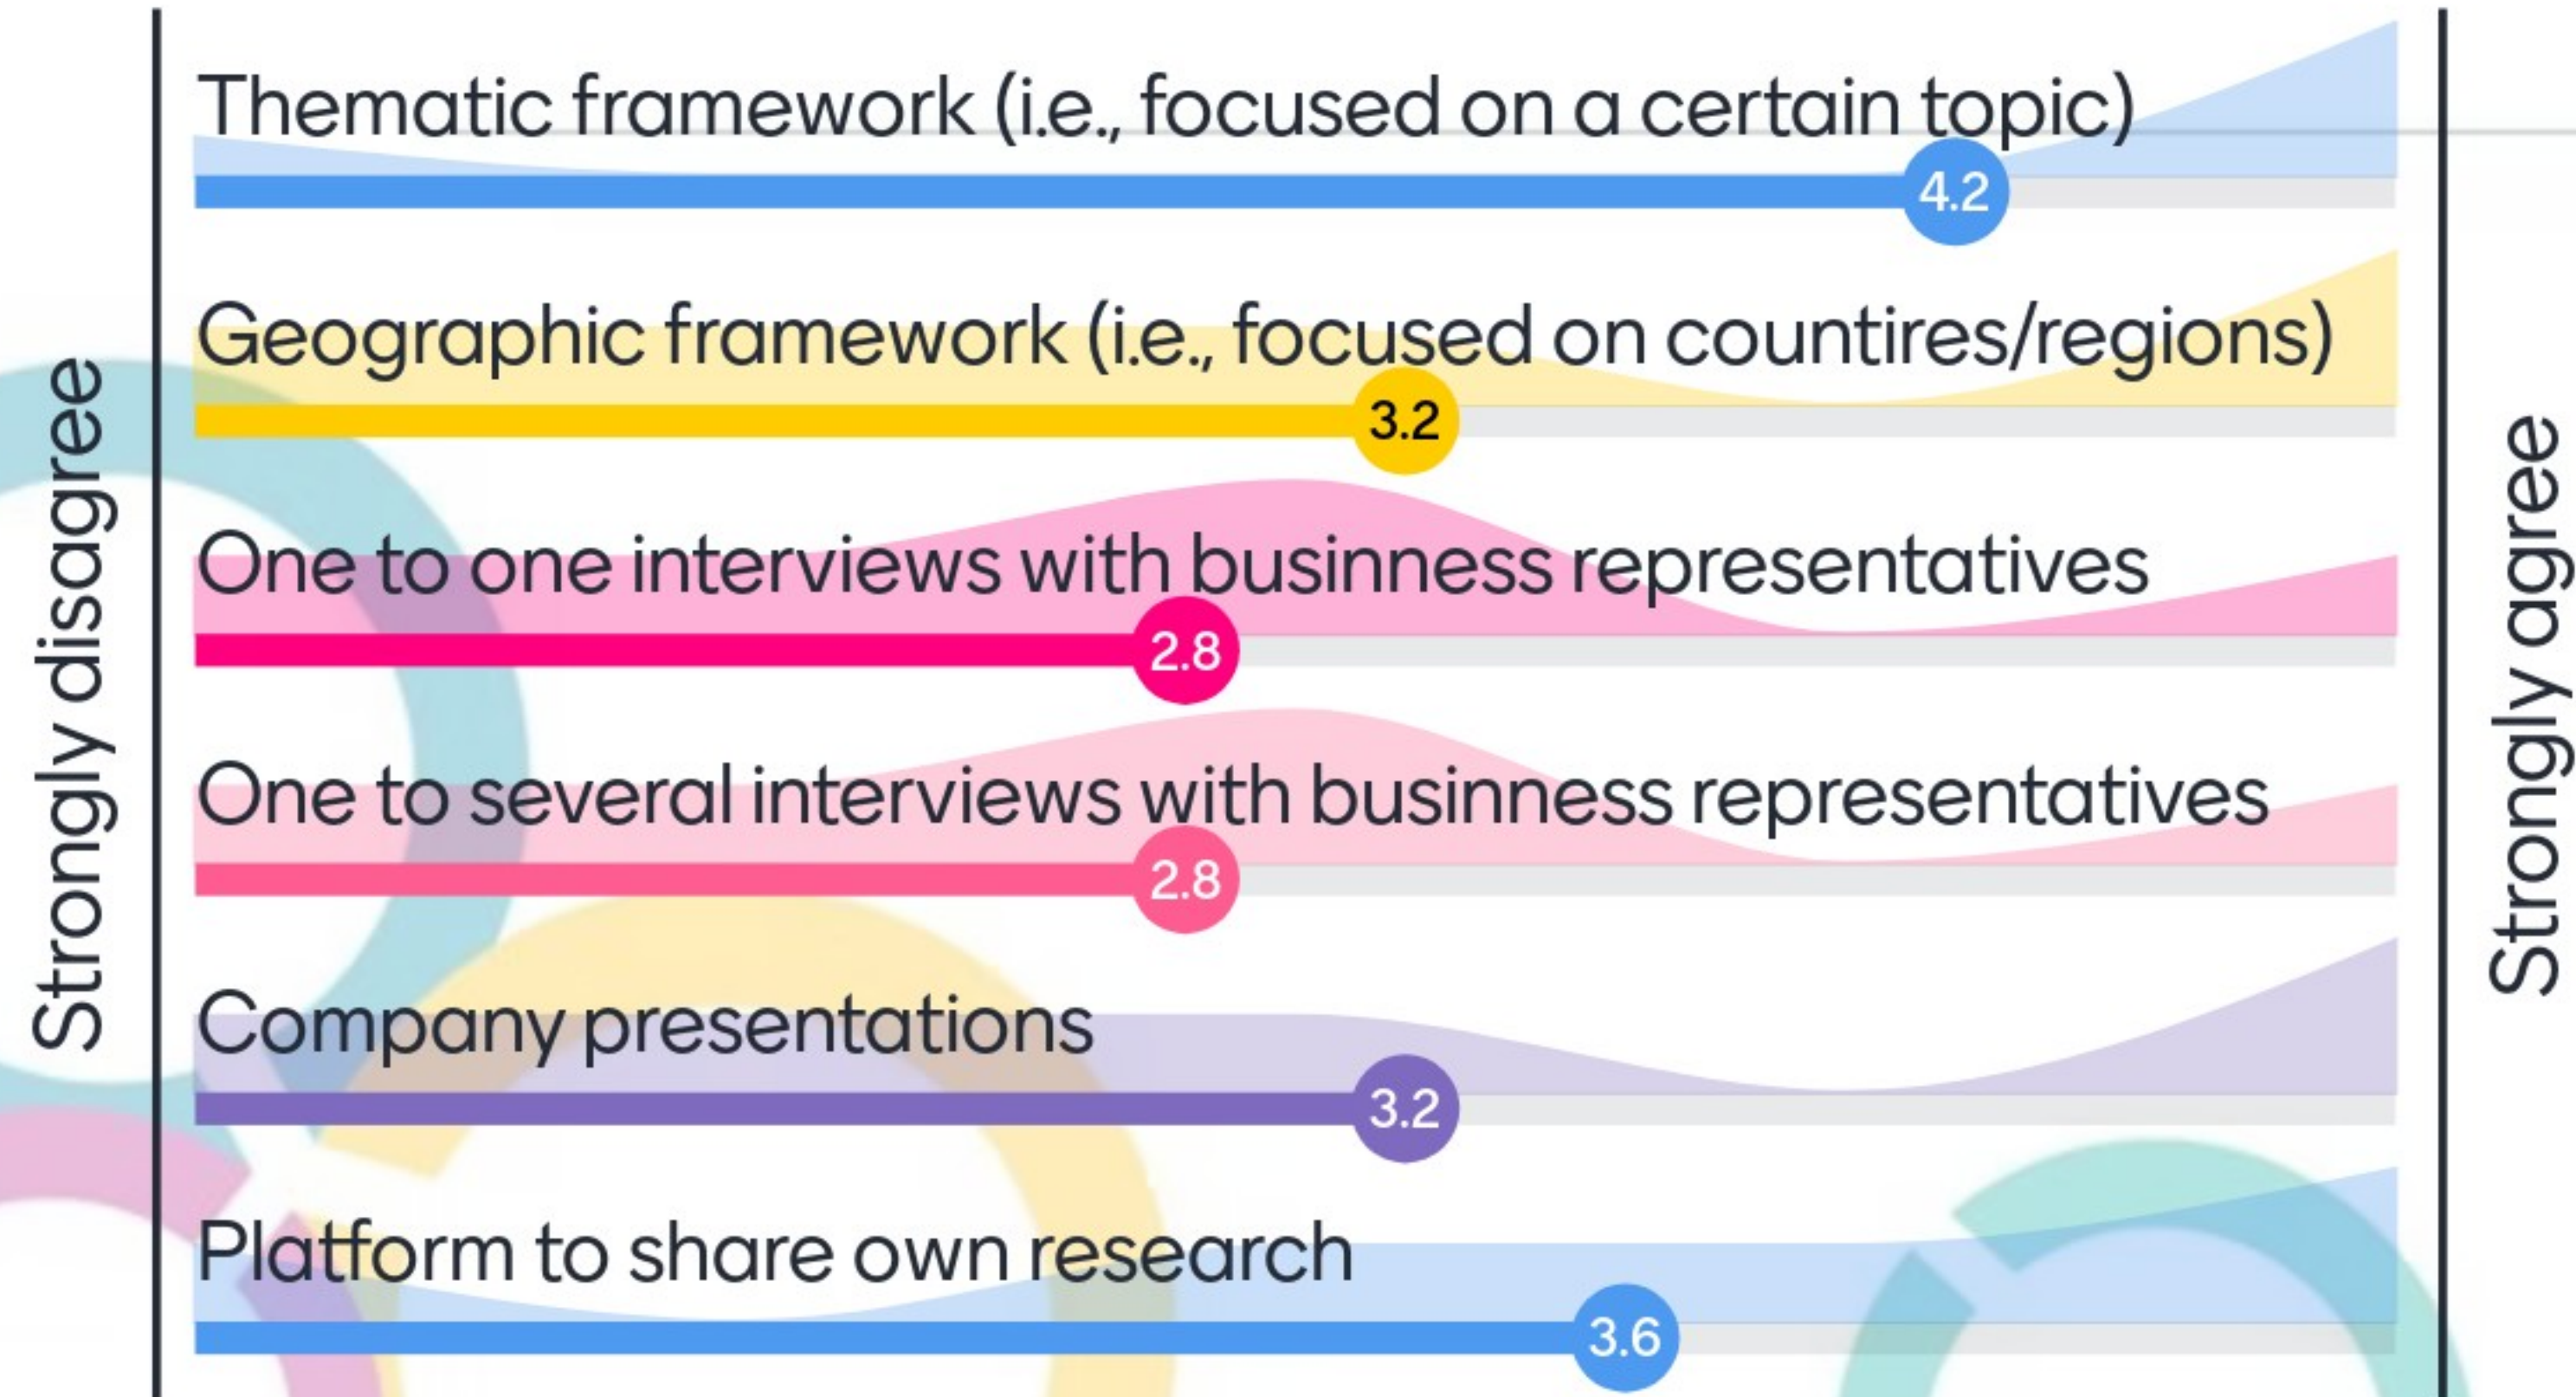 Strongly disagree
Thematic framework (i.e., focused on a certain topic)
4.2
Geographic framework (i.e., focused on countires/regions)
3.2
One to one interviews with businness representatives
2.8
One to several interviews with businness representatives
2.8
Company presentations
3.2
Platform to share own research
3.6
Strongly agree